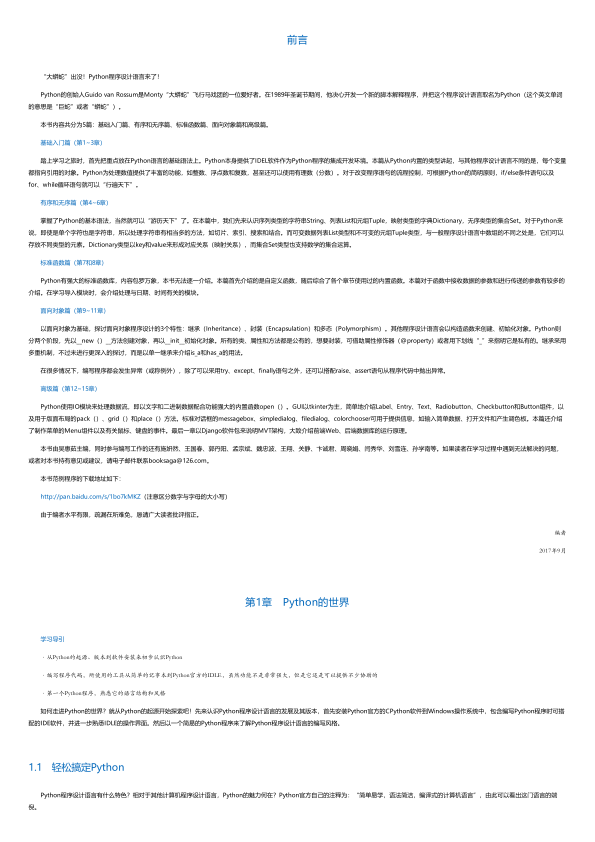 前言
“大蟒蛇”出没！Python程序设计语言来了！
Python的创始人Guido van Rossum是Monty“大蟒蛇”飞行马戏团的一位爱好者。在1989年圣诞节期间，他决心开发一个新的脚本解释程序，并把这个程序设计语言取名为Python（这个英文单词
的意思是“巨蛇”或者“蟒蛇”）。
本书内容共分为5篇：基础入门篇、有序和无序篇、标准函数篇、面向对象篇和高级篇。
基础入门篇（第1~3章）
踏上学习之旅时，首先把重点放在Python语言的基础语法上。Python本身提供了IDEL软件作为Python程序的集成开发环境。本篇从Python内置的类型讲起，与其他程序设计语言不同的是，每个变量
都指向引用的对象。Python为处理数值提供了丰富的功能，如整数、浮点数和复数，甚至还可以使用有理数（分数）。对于改变程序语句的流程控制，可根据Python的简明原则，if/else条件语句以及
for、while循环语句就可以“行遍天下”。
有序和无序篇（第4~6章）
掌握了Python的基本语法，当然就可以“游历天下”了。在本篇中，我们先来认识序列类型的字符串String、列表List和元组Tuple，映射类型的字典Dictionary，无序类型的集合Set。对于Python来
说，即使是单个字符也是字符串，所以处理字符串有相当多的方法，如切片、索引、搜索和结合。而可变数据列表List类型和不可变的元组Tuple类型，与一般程序设计语言中数组的不同之处是，它们可以
存放不同类型的元素。Dictionary类型以key和value来形成对应关系（映射关系），而集合Set类型也支持数学的集合运算。
标准函数篇（第7和8章）
Python有强大的标准函数库，内容包罗万象，本书无法逐一介绍。本篇首先介绍的是自定义函数，随后综合了各个章节使用过的内置函数。本篇对于函数中接收数据的参数和进行传递的参数有较多的
介绍。在学习导入模块时，会介绍处理与日期、时间有关的模块。
面向对象篇（第9~11章）
以面向对象为基础，探讨面向对象程序设计的3个特性：继承（Inheritance），封装（Encapsulation）和多态（Polymorphism）。其他程序设计语言会以构造函数来创建、初始化对象。Python则
分两个阶段，先以__new（）__方法创建对象，再以__init__初始化对象。所有的类、属性和方法都是公有的，想要封装，可借助属性修饰器（@property）或者用下划线“_”来指明它是私有的。继承采用
多重机制，不过未进行更深入的探讨，而是以单一继承来介绍is_a和has_a的用法。
在很多情况下，编写程序都会发生异常（或称例外），除了可以采用try、except、finally语句之外，还可以搭配raise、assert语句从程序代码中抛出异常。
高级篇（第12~15章）
Python使用IO模块来处理数据流，即以文字和二进制数据配合功能强大的内置函数open（）。GUI以tkinter为主，简单地介绍Label、Entry、Text、Radiobutton、Checkbutton和Button组件，以
及用于版面布局的pack（）、grid（）和place（）方法。标准对话框的messagebox、simpledialog、filedialog、colorchooser可用于提供信息，如输入简单数据，打开文件和产生调色板。本篇还介绍
了制作菜单的Menu组件以及有关鼠标、键盘的事件。最后一章以Django软件包来说明MVT架构，大致介绍前端Web、后端数据库的运行原理。
本书由吴惠茹主编，同时参与编写工作的还有施妍然、王国春、郭丹阳、孟宗斌、魏忠波、王翔、关静、卞诚君、周晓娟、闫秀华、刘雪连、孙学南等。如果读者在学习过程中遇到无法解决的问题，
或者对本书持有意见或建议，请电子邮件联系booksaga@126.com。
本书范例程序的下载地址如下：
http://pan.baidu.com/s/1bo7kMKZ（注意区分数字与字母的大小写）
由于编者水平有限，疏漏在所难免，恳请广大读者批评指正。
编者
2017年9月
第1章 Python的世界
学习导引
· 从Python的起源、版本到软件安装来初步认识Python
· 编写程序代码，所使用的工具从简单的记事本到Python官方的IDLE，虽然功能不是非常强大，但是它还是可以提供不少协助的
· 第一个Python程序，熟悉它的语言结构和风格
如何走进Python的世界？就从Python的起源开始探索吧！先来认识Python程序设计语言的发展及其版本，首先安装Python官方的CPython软件到Windows操作系统中，包含编写Python程序时可搭
配的IDE软件，并进一步熟悉IDLE的操作界面。然后以一个简易的Python程序来了解Python程序设计语言的编写风格。
1.1 轻松搞定Python
Python程序设计语言有什么特色？相对于其他计算机程序设计语言，Python的魅力何在？Python官方自己的注释为：“简单易学、语法简洁、编译式的计算机语言”，由此可以看出这门语言的端
倪。